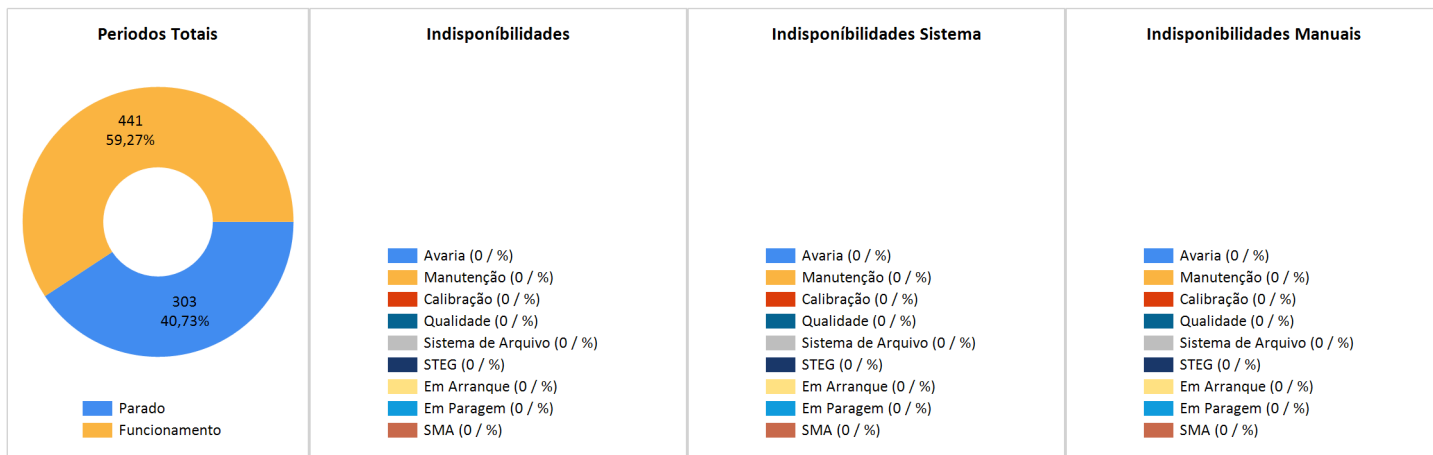 Periodos Totais
441
59,27%
303
40,73%
Parado
Funcionamento
Indisponíbilidades
Avaria (0 / %)
Manutenção (0 / %)
Calibração (0 / %)
Qualidade (0 / %)
Sistema de Arquivo (0 / %)
STEG (0 / %)
Em Arranque (0 / %)
Em Paragem (0 / %)
SMA (0 / %)
Indisponíbilidades Sistema
Avaria (0 / %)
Manutenção (0 / %)
Calibração (0 / %)
Qualidade (0 / %)
Sistema de Arquivo (0 / %)
STEG (0 / %)
Em Arranque (0 / %)
Em Paragem (0 / %)
SMA (0 / %)
Indisponibilidades Manuais
Avaria (0 / %)
Manutenção (0 / %)
Calibração (0 / %)
Qualidade (0 / %)
Sistema de Arquivo (0 / %)
STEG (0 / %)
Em Arranque (0 / %)
Em Paragem (0 / %)
SMA (0 / %)